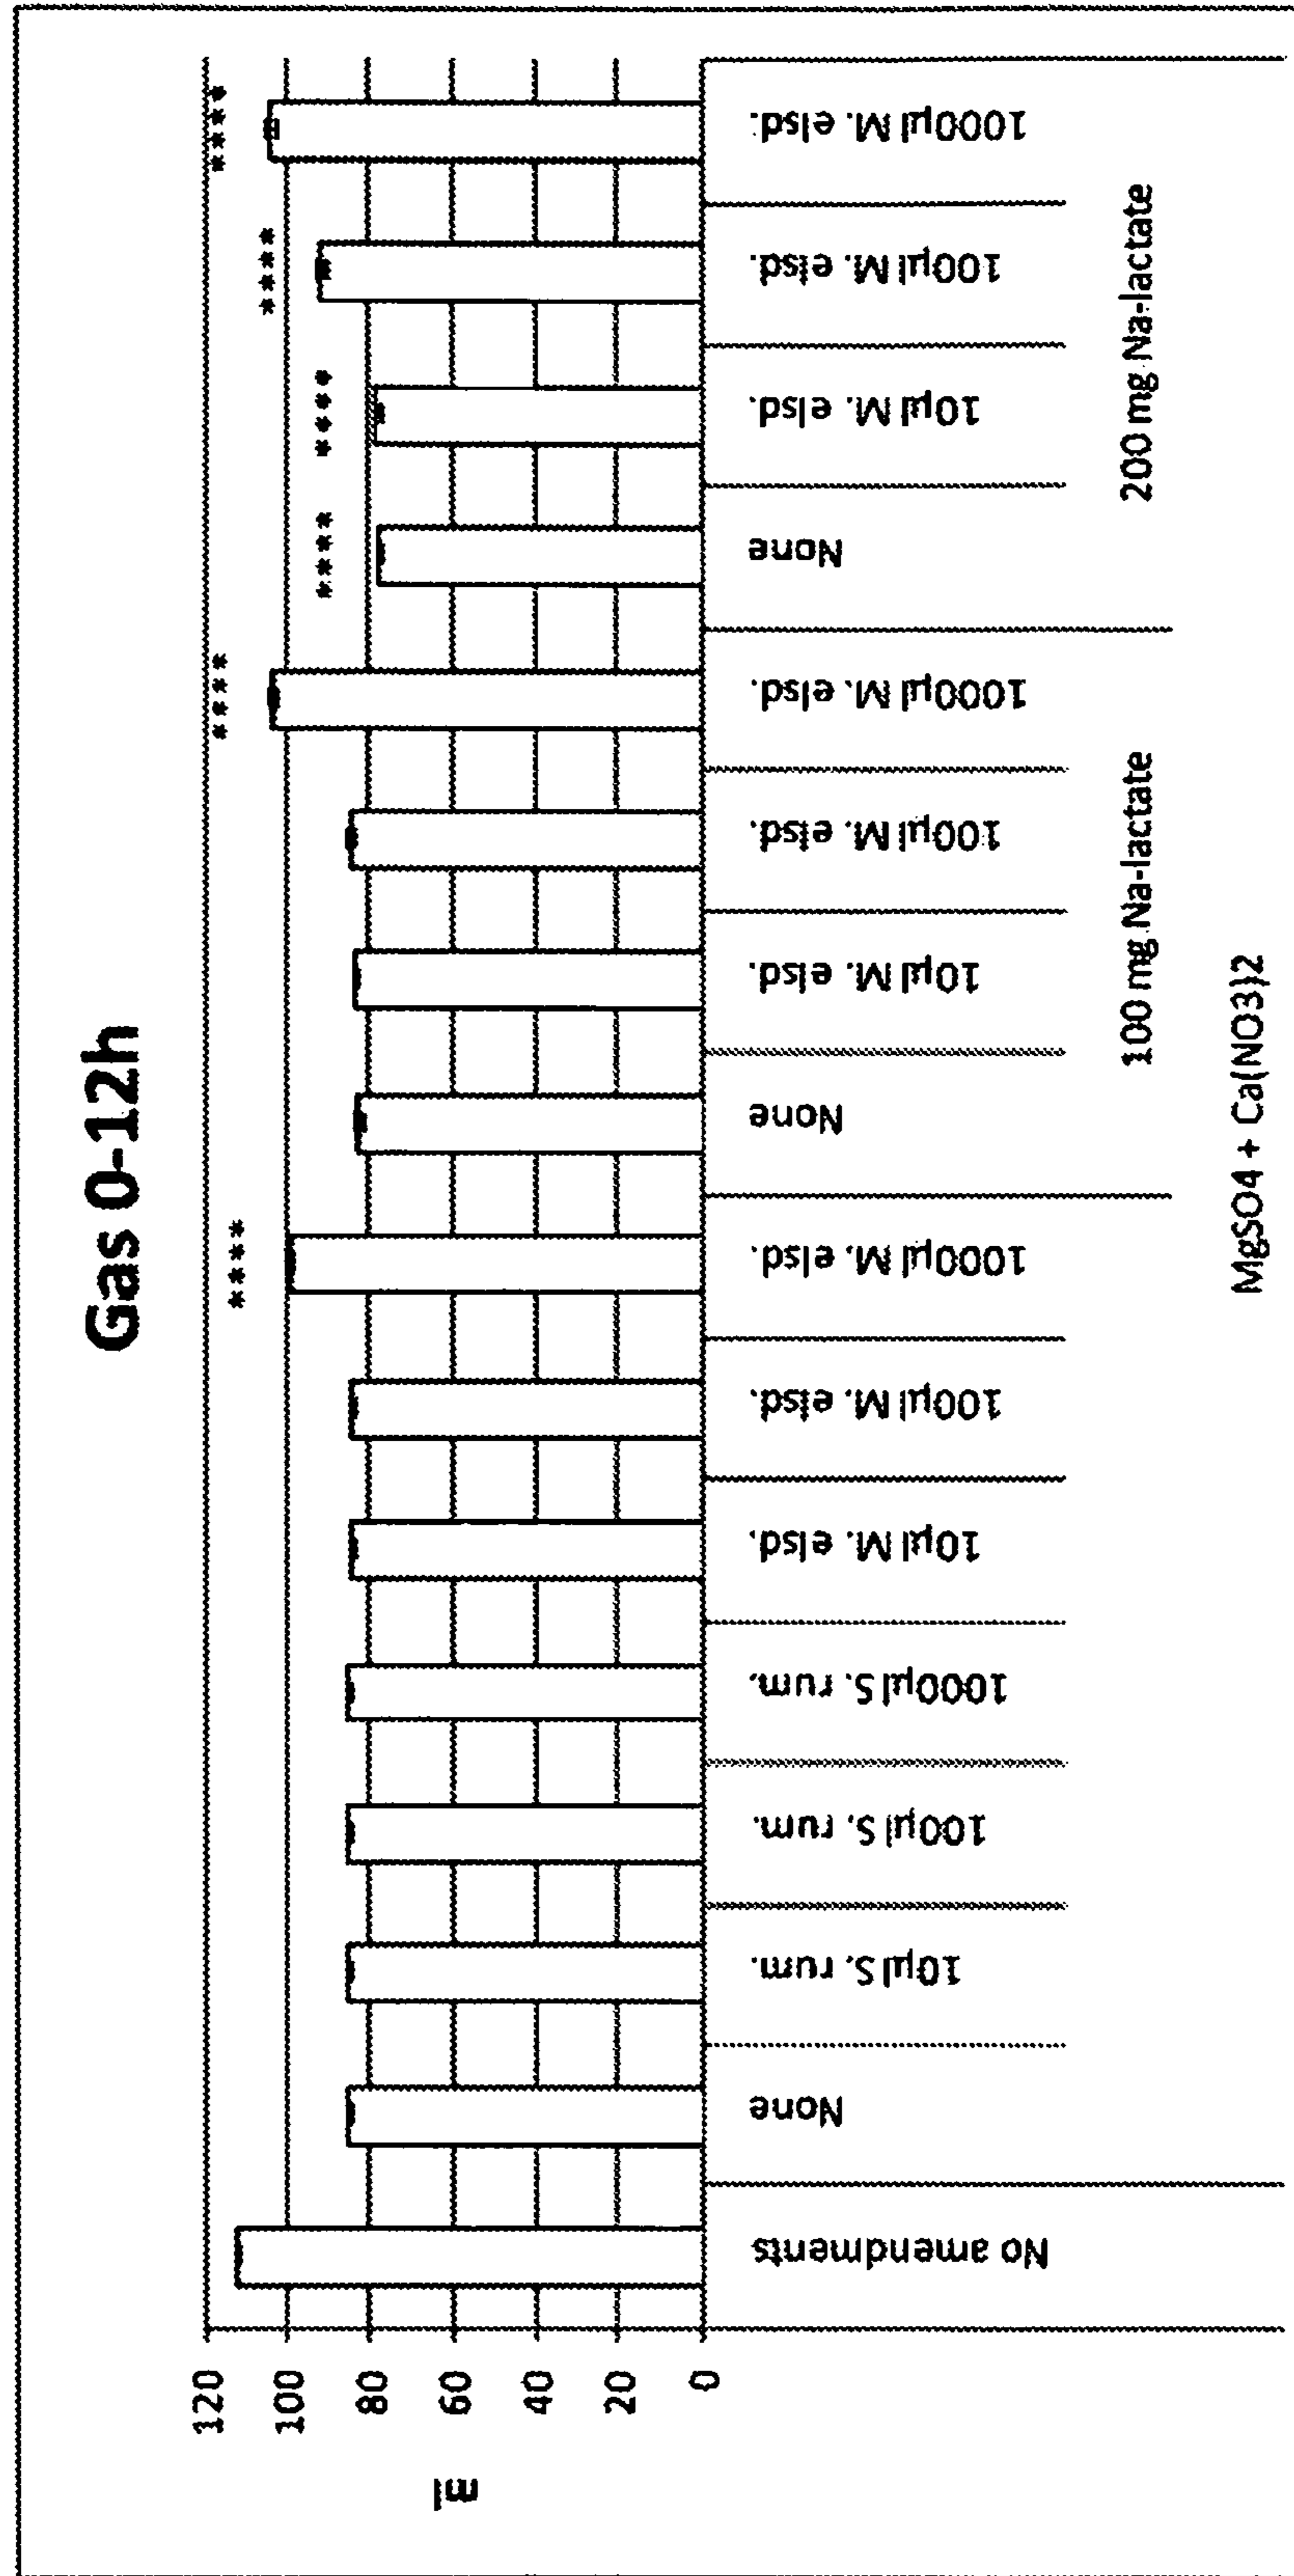 Gas 0-12h
****
****
****
****
****
****
120
100
80
60
40
20
0
ml
No amendments
None
10µl S. rum.
100µl S. rum.
1000µl S. rum.
10µl M. elsd.
100µl M. elsd.
1000µl M. elsd.
None
10µl M. elsd.
100µl M. elsd.
1000µl M. elsd.
None
10µl M. elsd.
100µl M. elsd.
1000µl M. elsd.
100 mg Na-lactate
200 mg Na-lactate
MgSO4 + Ca(NO3)2